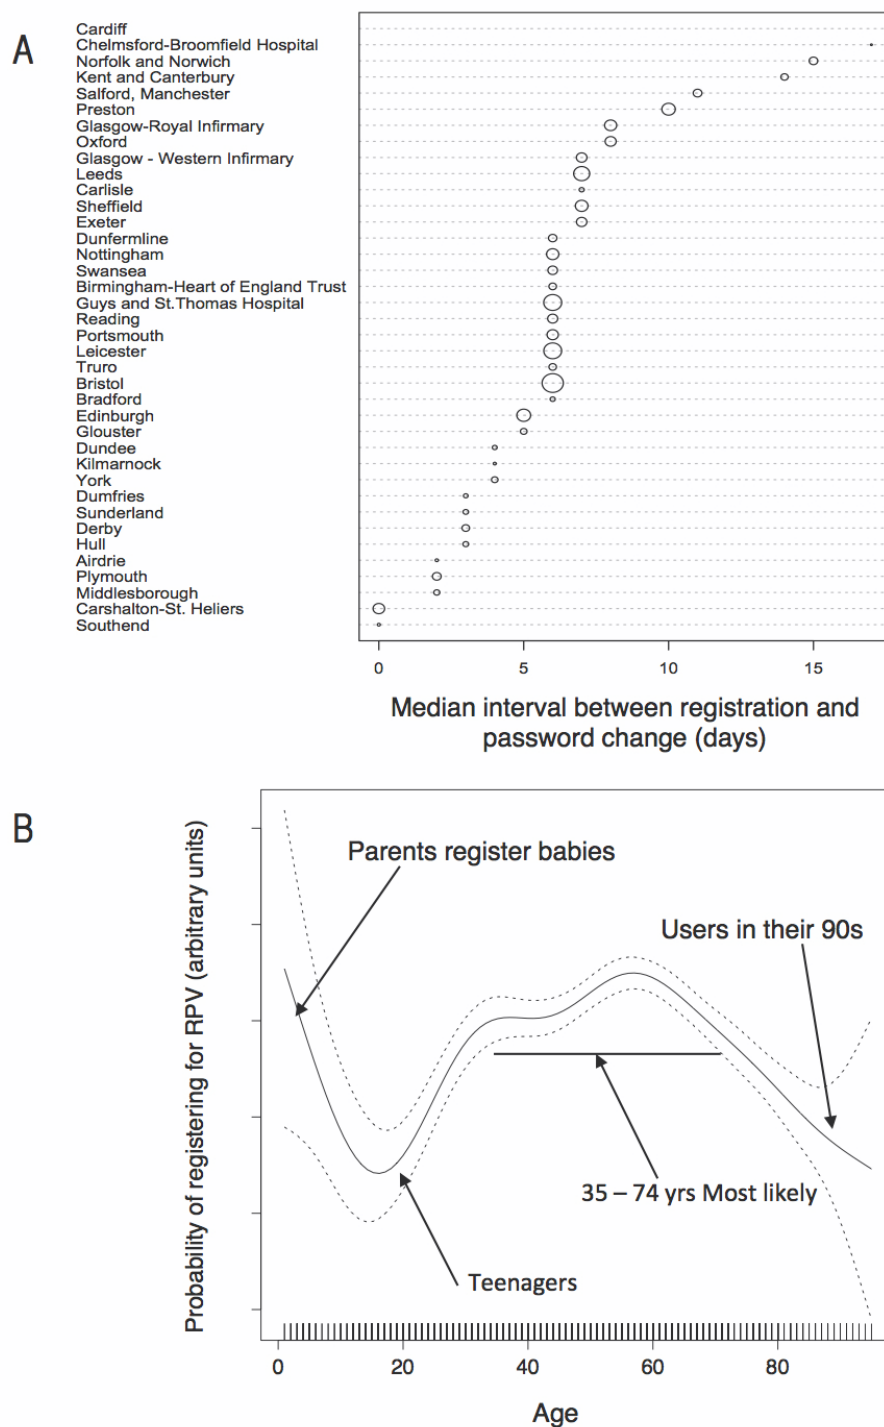 A
Cardiff
Chelmsford-Broomfield Hospital
Norfolk and Norwich
Kent and Canterbury
Salford, Manchester
Preston
Glasgow-Royal Infirmary
Oxford
Glasgow - Western Infirmary
Leeds
Carlisle
Sheffield
Exeter
Dunfermline
Nottingham
Swansea
Birmingham-Heart of England Trust
Guys and St.Thomas Hospital
Reading
Portsmouth
Leicester
Truro
Bristol
Bradford
Edinburgh
Glouster
Dundee
Kilmarnock
York
Dumfries
Sunderland
Derby
Hull
Airdrie
Plymouth
Middlesborough
Carshalton-St. Heliers
Southend
0 5 10 15
Median interval between registration and
password change (days)
B
Probability of registering for RPV (arbitrary units)
Parents register babies
Users in their 90s
35 – 74 yrs Most likely
Teenagers
0 20 40 60 80
Age